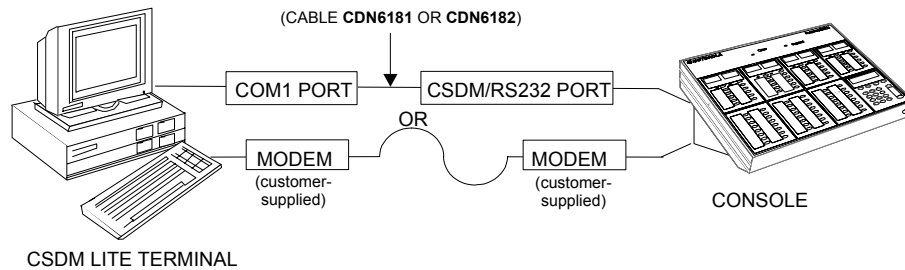 (CABLE CDN6181 OR CDN6182)
COM1 PORT
CSDM/RS232 PORT
OR
MODEM
(customer-
supplied)
MODEM
(customer-
supplied)
CONSOLE
CSDM LITE TERMINAL